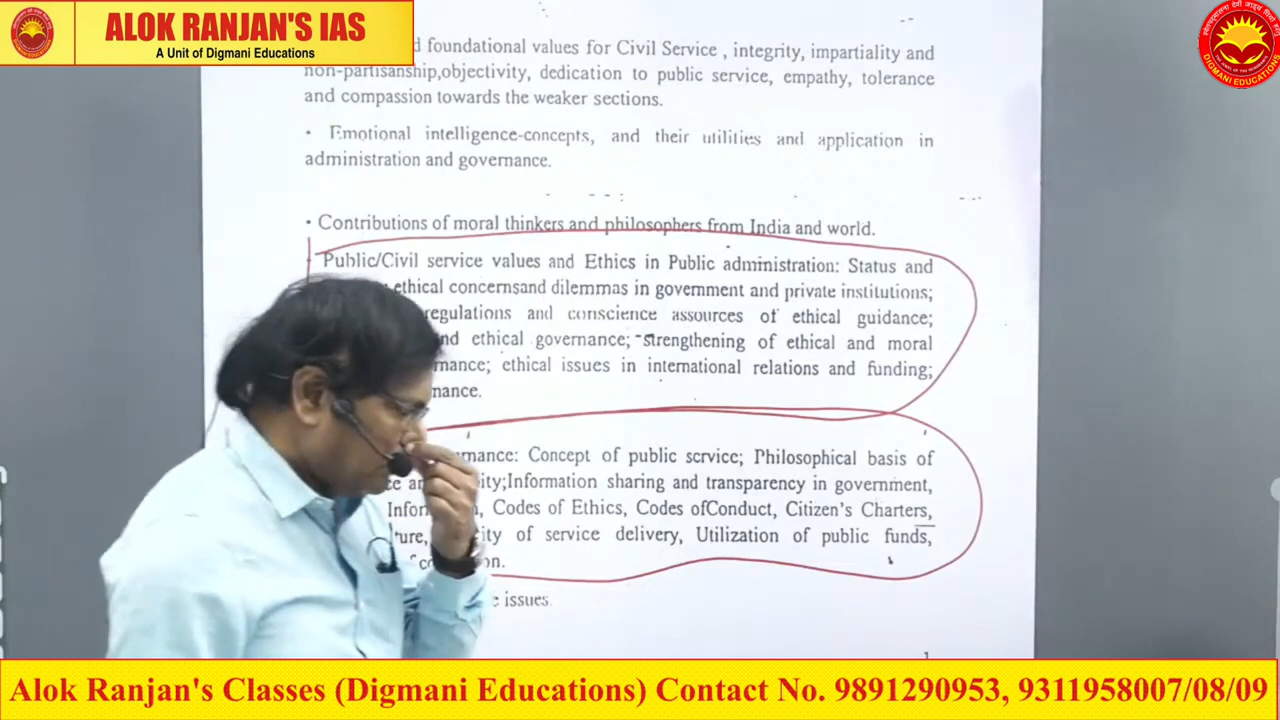 ALOK RANJAN'S IAS
A Unit of Digmani Educations
DIGMANI EDUCATIONS
foundational values for Civil Service , integrity, impartiality and
non-partisanship,objectivity, dedication to public service, empathy, tolerance
and compassion towards the weaker sections.
• Emotional intelligence-concepts, and their utilities and application in
administration and governance.
• Contributions of moral thinkers and philosophers from India and world.
Public/Civil service values and Ethics in Public administration: Status and
ethical concernsand dilemmas in government and private institutions;
regulations and conscience assources of ethical guidance;
ethical governance; strengthening of ethical and moral
ethical issues in international relations and funding;
Concept of public service; Philosophical basis of
Information sharing and transparency in government,
Codes of Ethics, Codes ofConduct, Citizen's Charters,
of service delivery, Utilization of public funds,
issues.
1
Alok Ranjan's Classes (Digmani Educations) Contact No. 9891290953, 9311958007/08/09